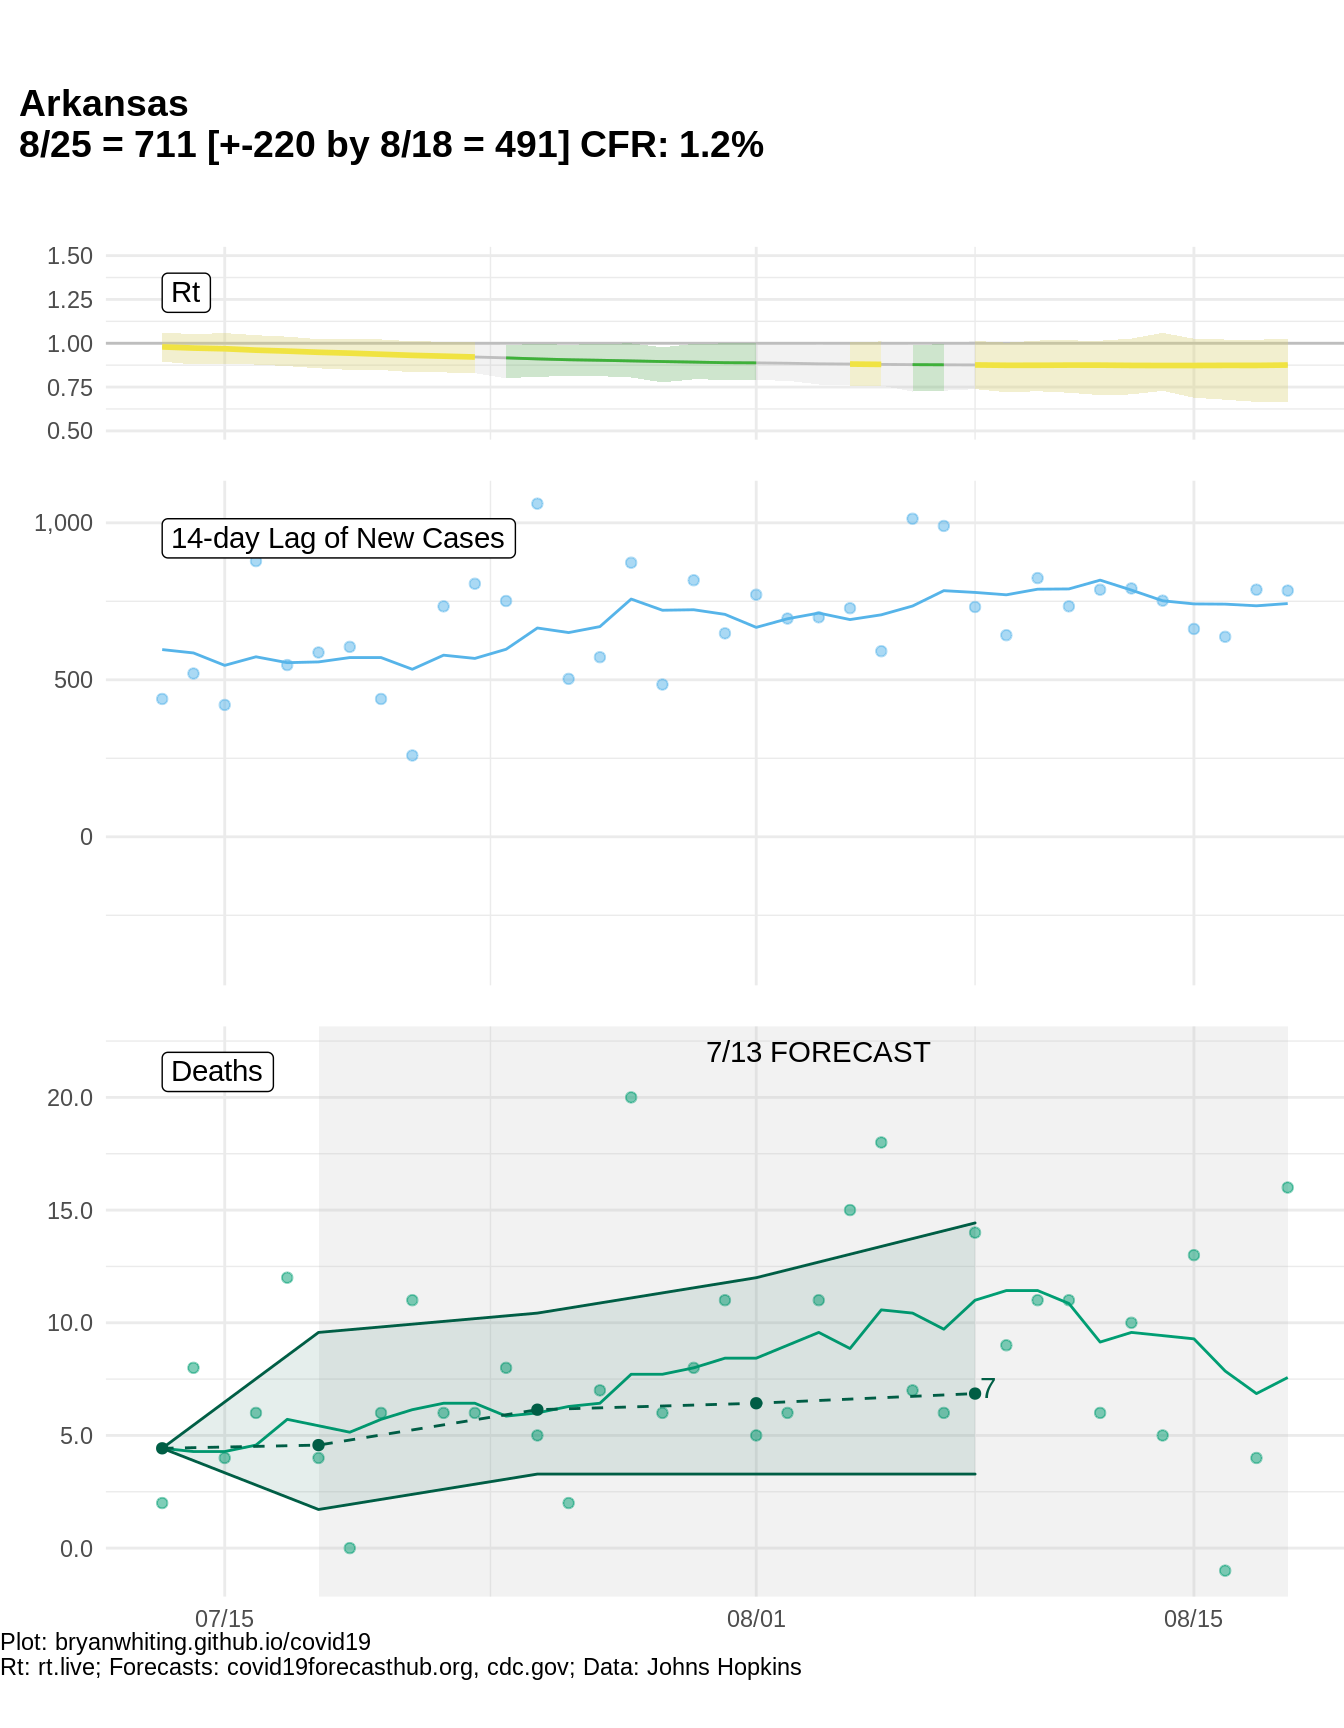 Arkansas
8/25 = 711 [+-220 by 8/18 = 491] CFR: 1.2%
1.50
Rt
1.25
1.00
0.75
0.50
1,000
14-day Lag of New Cases
500
0
7/13 FORECAST
Deaths
20.0
15.0
10.0
7
5.0
0.0
07/15 08/01 08/15
Plot: bryanwhiting.github.io/covid19
Rt: rt.live; Forecasts: covid19forecasthub.org, cdc.gov; Data: Johns Hopkins